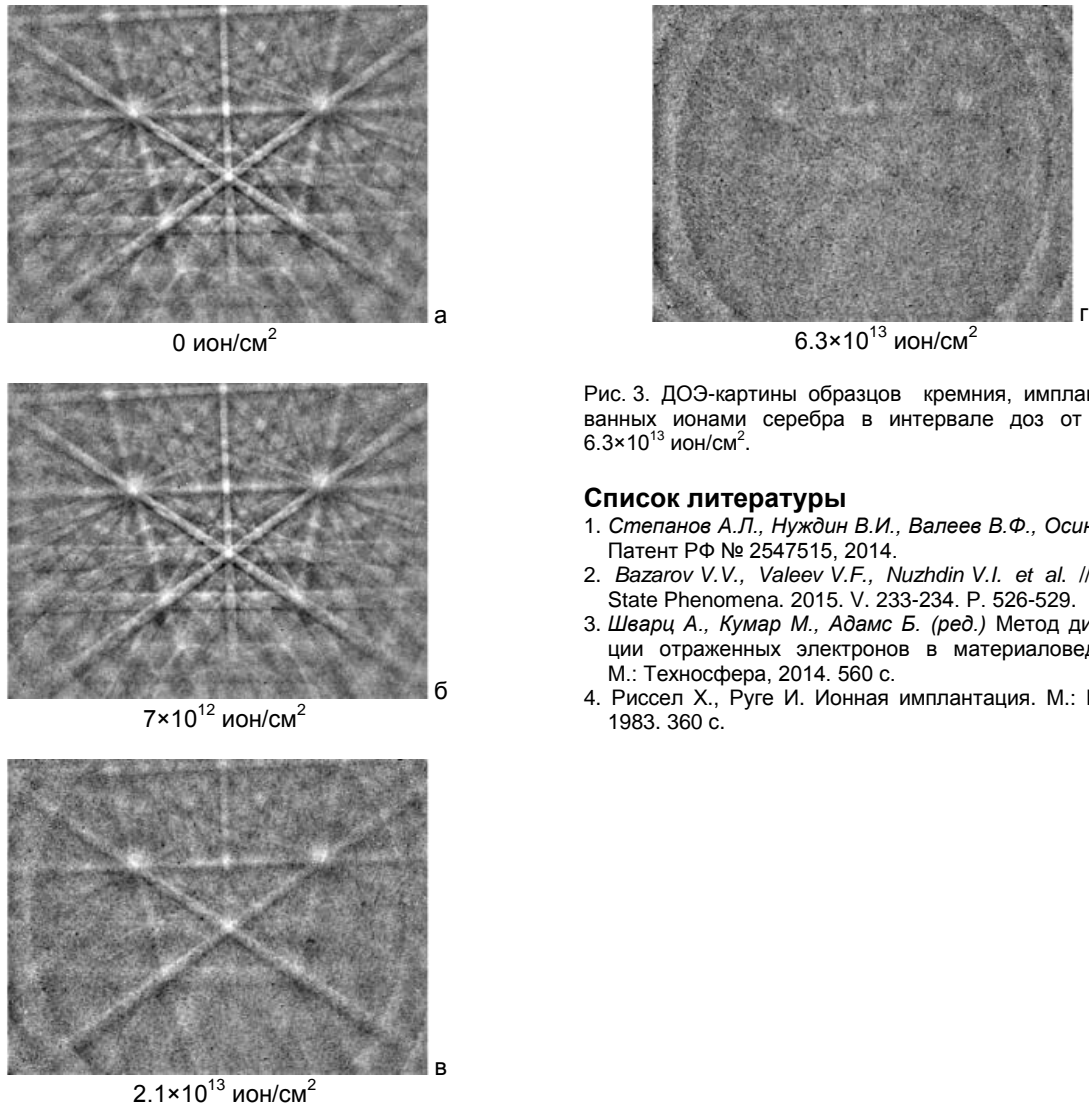 а
0 ион/см²
б
7×10¹² ион/см²
в
2.1×10¹³ ион/см²
г
6.3×10¹³ ион/см²
Рис. 3. ДОЭ-картины образцов кремния, имплан
ванных ионами серебра в интервале доз от
6.3×10¹³ ион/см².
Список литературы
1. Степанов А.Л., Нуждин В.И., Валеев В.Ф., Осин
Патент РФ № 2547515, 2014.
2. Bazarov V.V., Valeev V.F., Nuzhdin V.I. et al. //
State Phenomena. 2015. V. 233-234. P. 526-529.
3. Шварц А., Кумар М., Адамс Б. (ред.) Метод ди
ции отраженных электронов в материаловед
М.: Техносфера, 2014. 560 с.
4. Риссел Х., Руге И. Ионная имплантация. М.:
1983. 360 с.